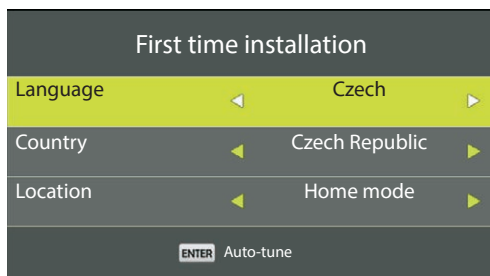 First time installation
Language Czech
Country Czech Republic
Location Home mode
ENTER Auto-tune